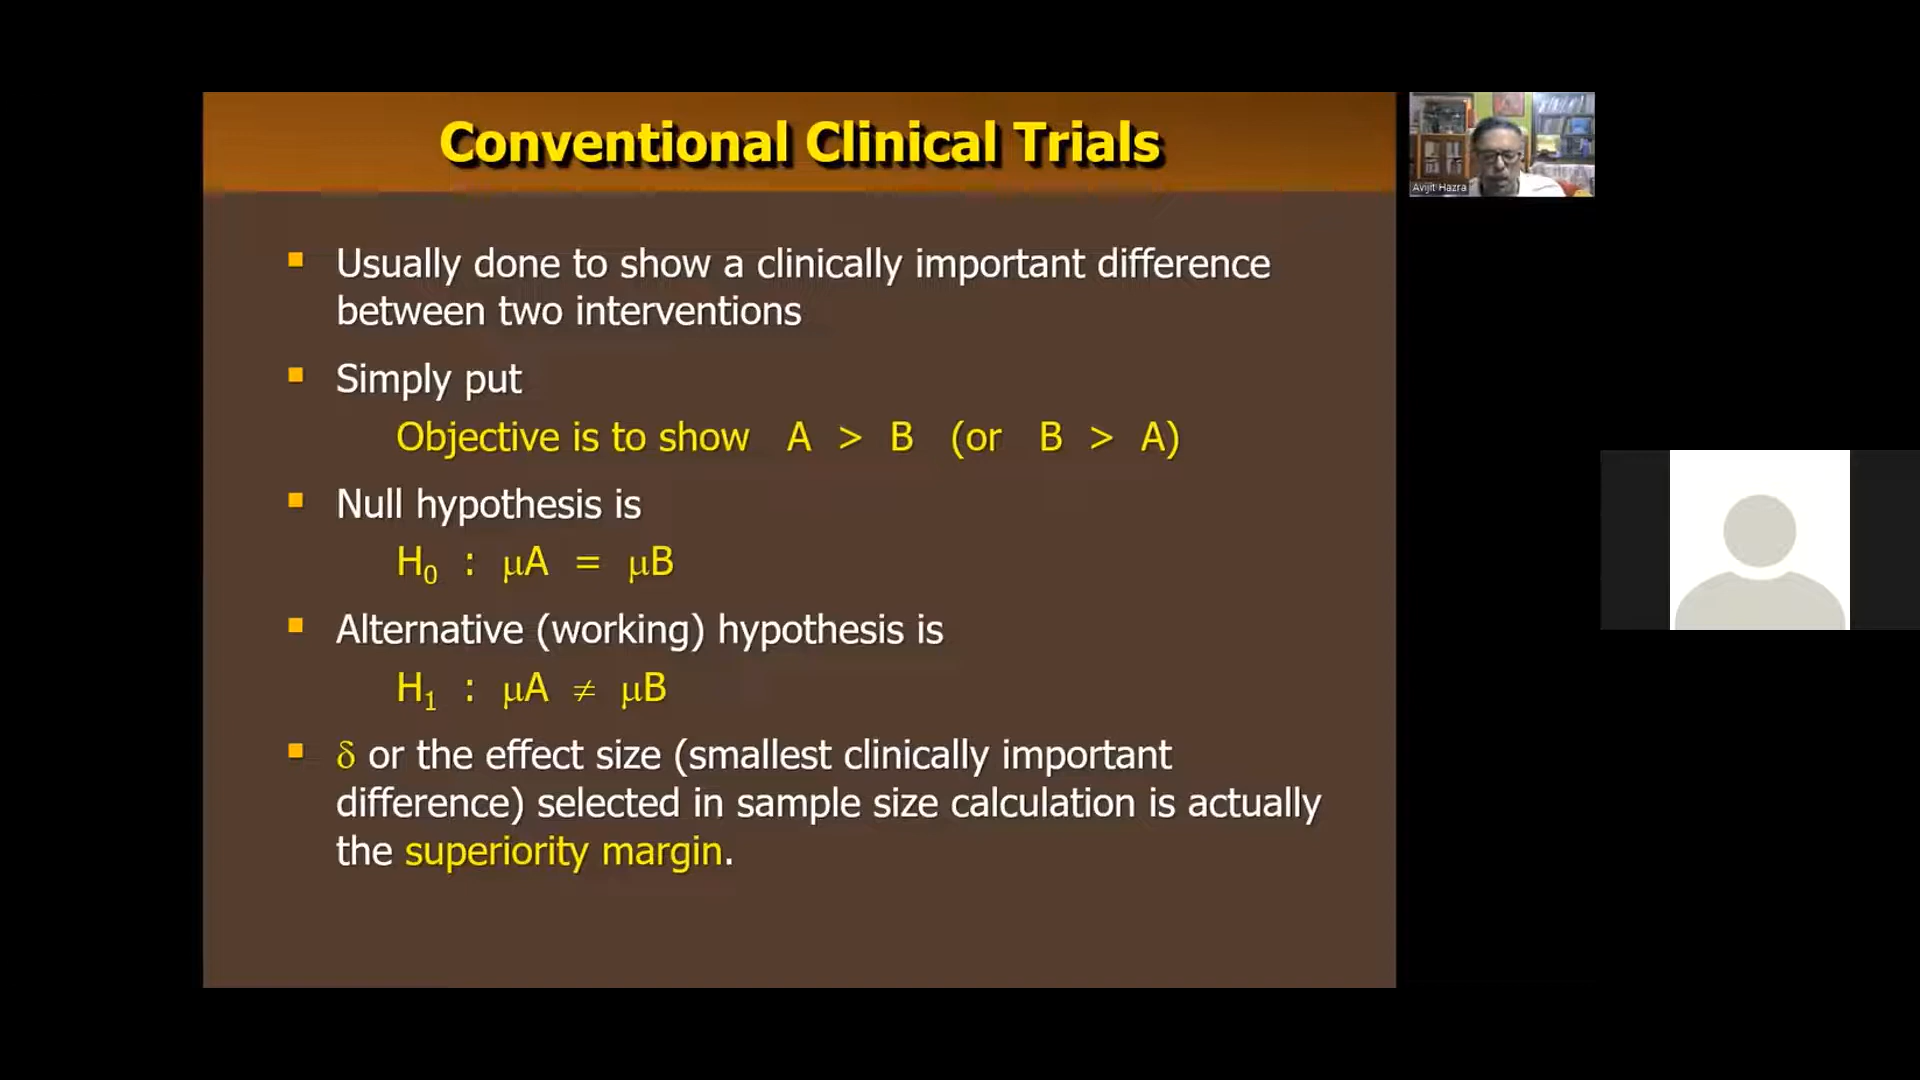 Conventional Clinical Trials
Usually done to show a clinically important difference
between two interventions
Simply put
Objective is to show A > B (or B > A)
Null hypothesis is
H₀ : μA = μB
Alternative (working) hypothesis is
H₁ : μA ≠ μB
δ or the effect size (smallest clinically important
difference) selected in sample size calculation is actually
the superiority margin.
Avijit Hazra